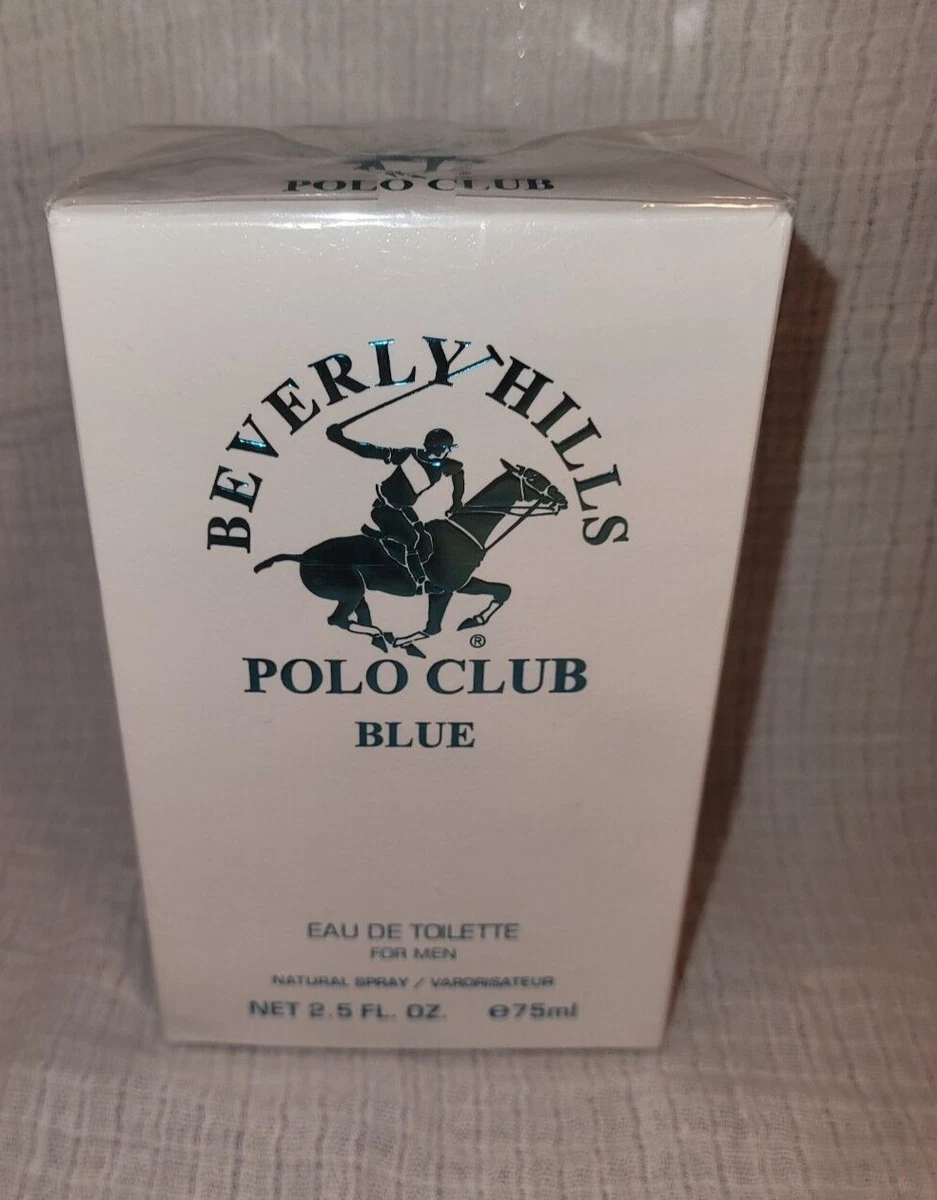 POLO CLUB
BEVERLY HILLS
®
POLO CLUB
BLUE
EAU DE TOILETTE
FOR MEN
NATURAL SPRAY / VAPORISATEUR
NET 2.5 FL. OZ. ℮75ml